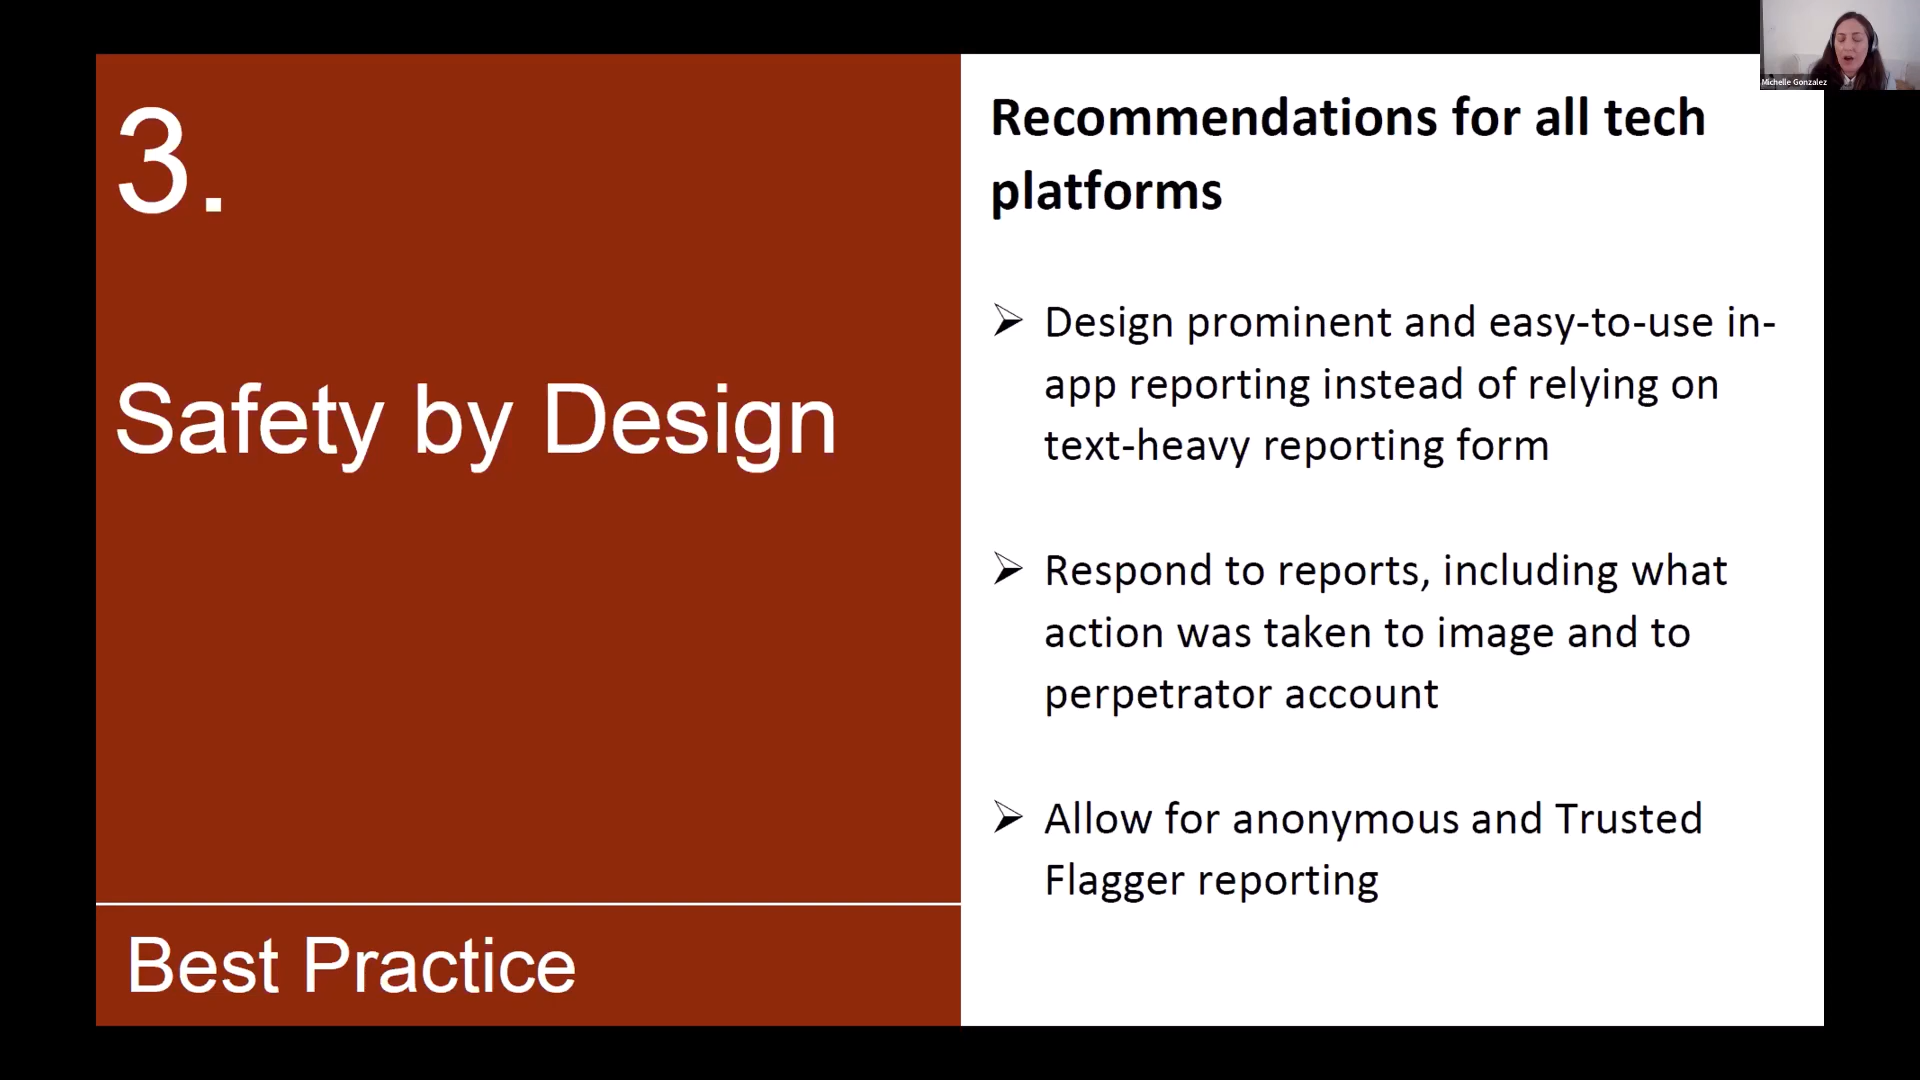 3.
Safety by Design
Best Practice
Recommendations for all tech
platforms
Design prominent and easy-to-use in-
app reporting instead of relying on
text-heavy reporting form
Respond to reports, including what
action was taken to image and to
perpetrator account
Allow for anonymous and Trusted
Flagger reporting
Michelle Gonzalez